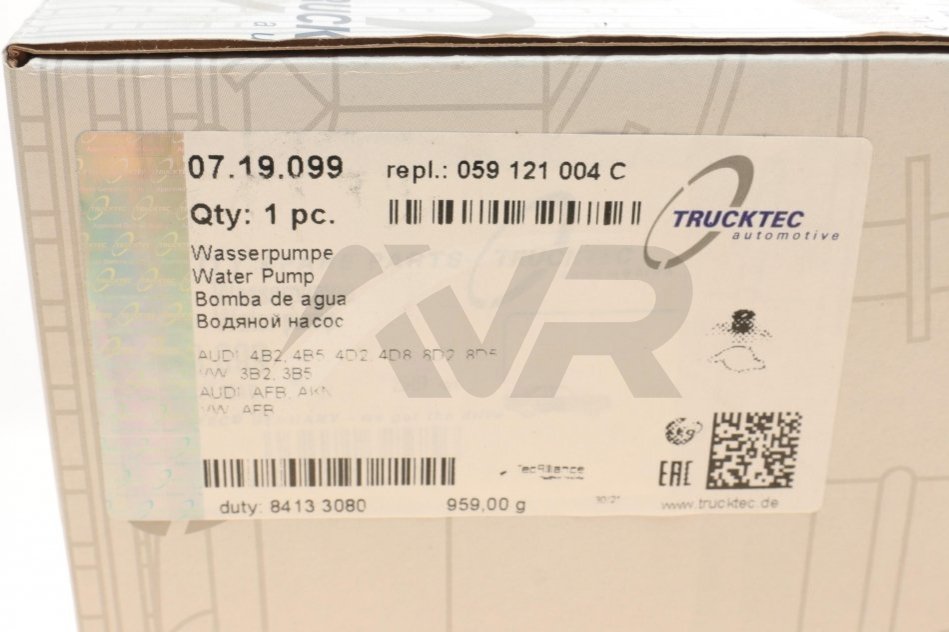 07.19.099 repl.: 059 121 004 C
Qty: 1 pc.
TRUCKTEC
automotive
Wasserpumpe
Water Pump
Bomba de agua
Водяной насос
AVR
AUDI 4B2, 4B5, 4D2, 4D8, 8D2, 8D5
VW 3B2, 3B5
AUDI AFB, AKN
VW AFB
TecAlliance
EAC
duty: 8413 3080 959,00 g
www.trucktec.de